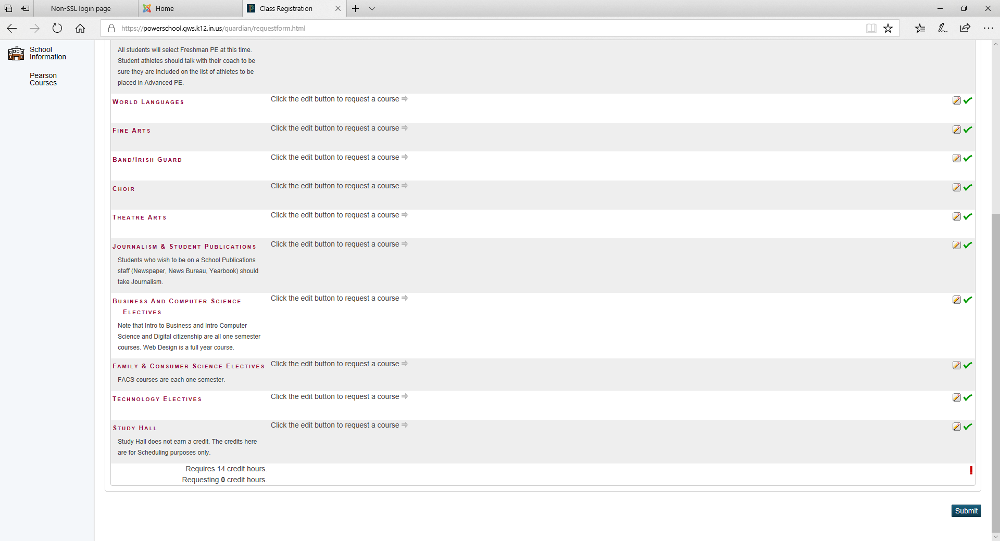 Non-SSL login page
Home
Class Registration
https://powerschool.gws.k12.in.us/guardian/requestform.html
School
Information
Pearson
Courses
All students will select Freshman PE at this time.
Student athletes should talk with their coach to be
sure they are included on the list of athletes to be
placed in Advanced PE.
World Languages Click the edit button to request a course
Fine Arts Click the edit button to request a course
Band/Irish Guard Click the edit button to request a course
Choir Click the edit button to request a course
Theatre Arts Click the edit button to request a course
Journalism & Student Publications Click the edit button to request a course
Students who wish to be on a School Publications
staff (Newspaper, News Bureau, Yearbook) should
take Journalism.
Business And Computer Science Click the edit button to request a course
Electives
Note that Intro to Business and Intro Computer
Science and Digital citizenship are all one semester
courses. Web Design is a full year course.
Family & Consumer Science Electives Click the edit button to request a course
FACS courses are each one semester.
Technology Electives Click the edit button to request a course
Study Hall Click the edit button to request a course
Study Hall does not earn a credit. The credits here
are for Scheduling purposes only.
Requires 14 credit hours.
Requesting 0 credit hours.
Submit